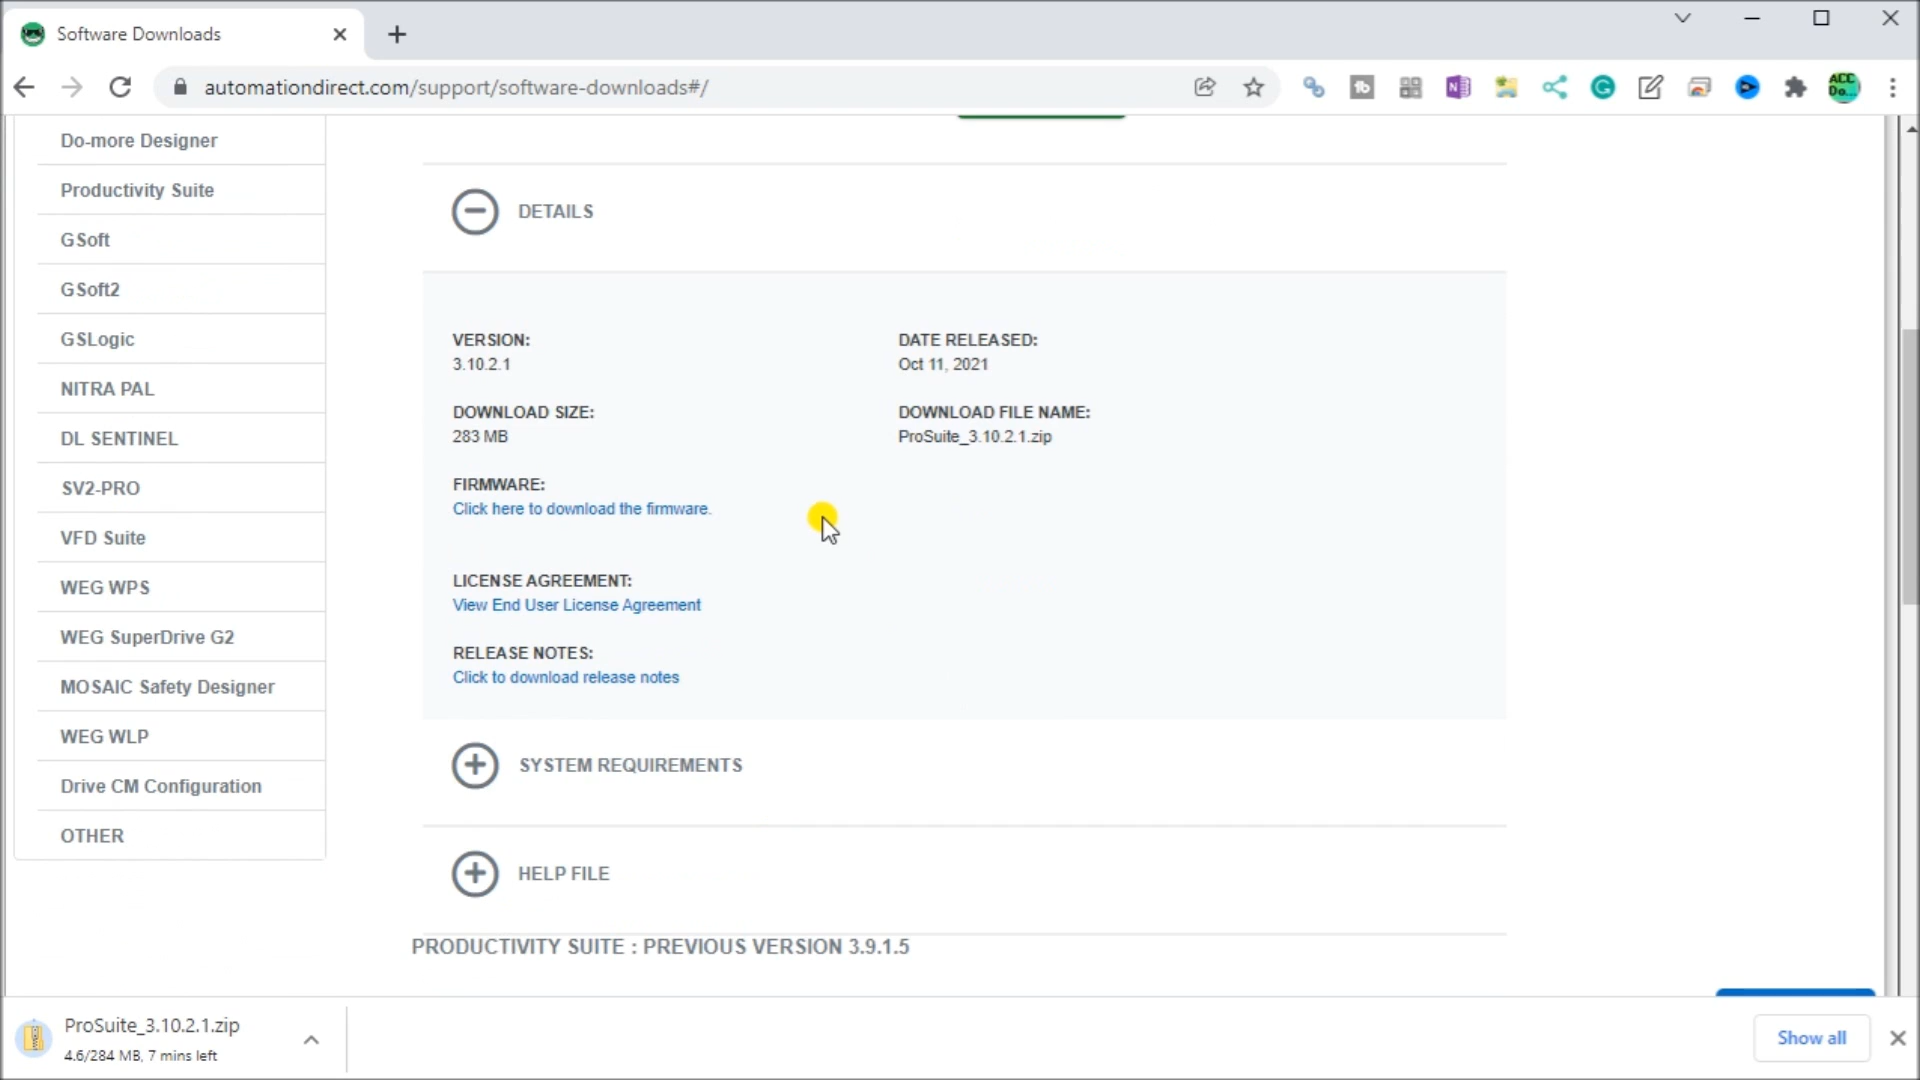 Software Downloads
automationdirect.com/support/software-downloads#/
ACC
Do...
Do-more Designer
Productivity Suite
GSoft
GSoft2
GSLogic
NITRA PAL
DL SENTINEL
SV2-PRO
VFD Suite
WEG WPS
WEG SuperDrive G2
MOSAIC Safety Designer
WEG WLP
Drive CM Configuration
OTHER
DETAILS
VERSION:
3.10.2.1
DATE RELEASED:
Oct 11, 2021
DOWNLOAD SIZE:
283 MB
DOWNLOAD FILE NAME:
ProSuite_3.10.2.1.zip
FIRMWARE:
Click here to download the firmware.
LICENSE AGREEMENT:
View End User License Agreement
RELEASE NOTES:
Click to download release notes
SYSTEM REQUIREMENTS
HELP FILE
PRODUCTIVITY SUITE : PREVIOUS VERSION 3.9.1.5
ProSuite_3.10.2.1.zip
4.6/284 MB, 7 mins left
Show all